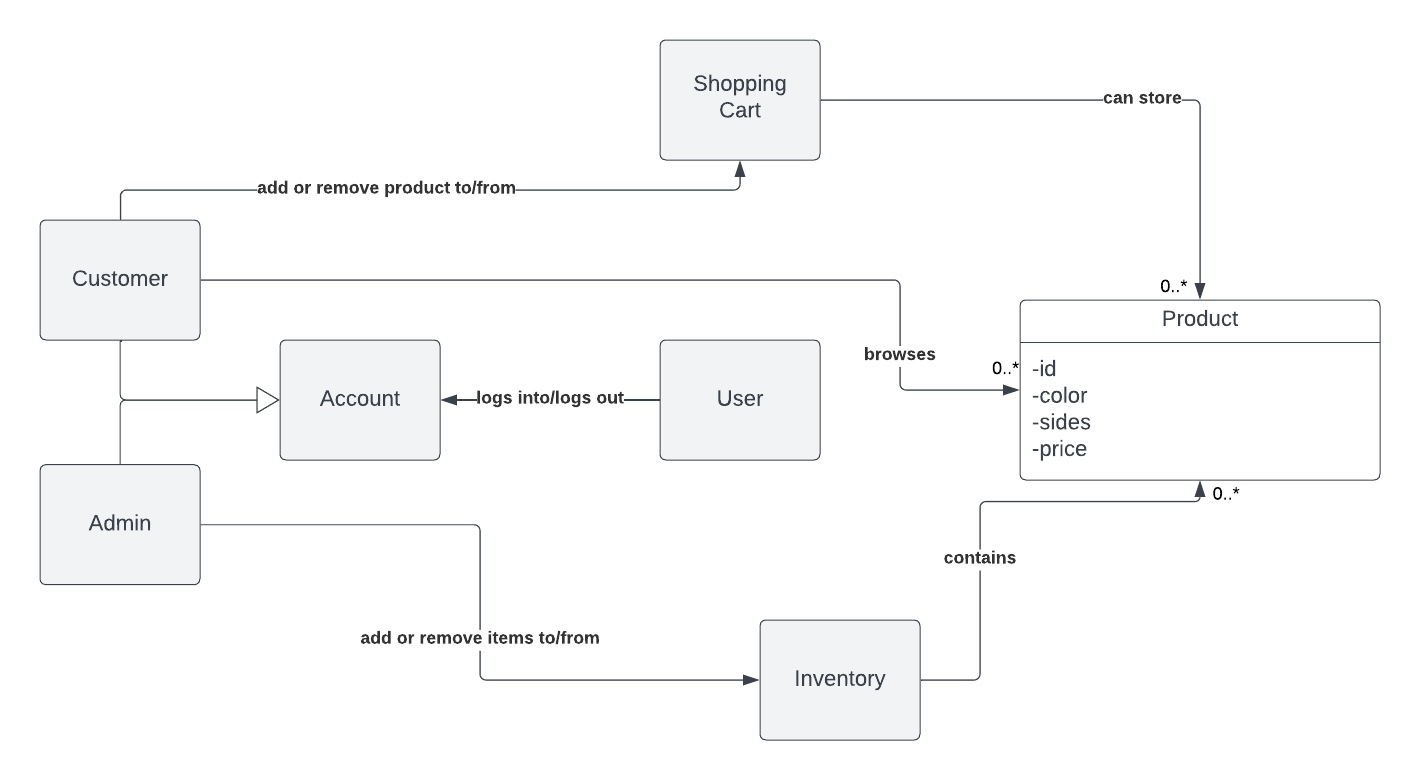 Shopping
Cart
can store
add or remove product to/from
Customer
0..*
Product
browses
0..*
-id
-color
-sides
-price
Account
logs into/logs out
User
0..*
Admin
contains
add or remove items to/from
Inventory